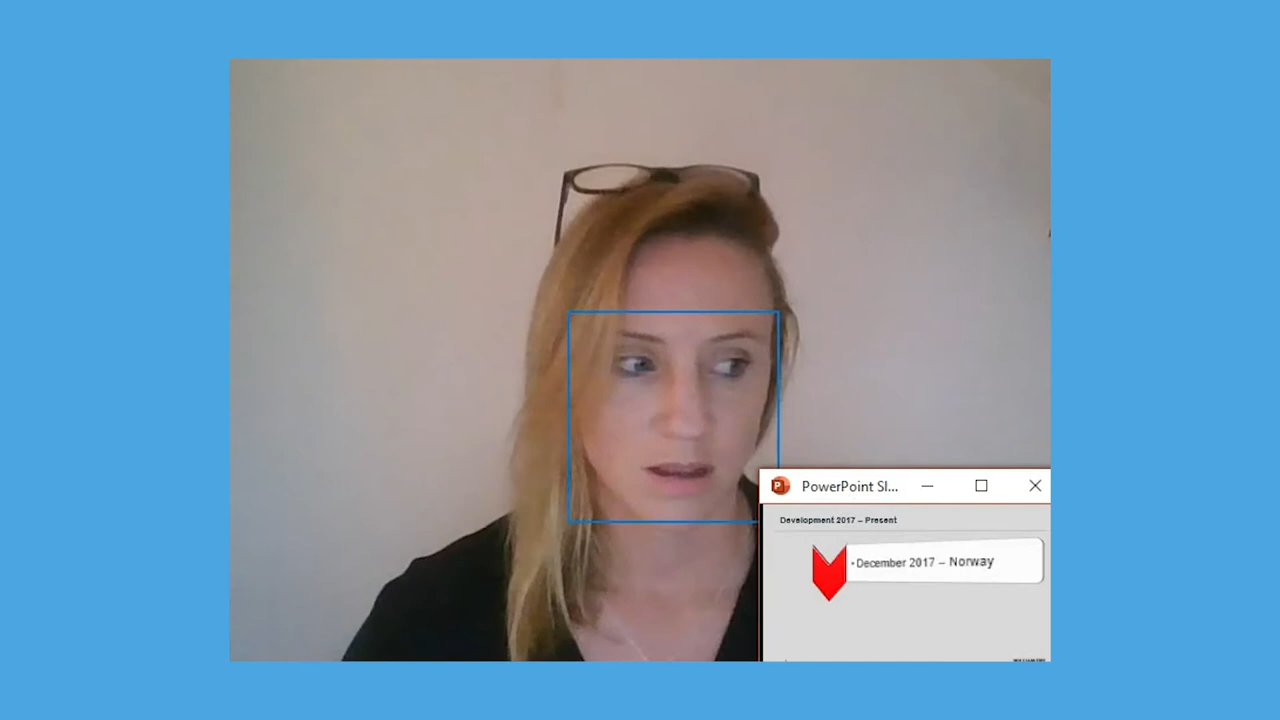 PowerPoint Sl...
Development 2017 – Present
• December 2017 – Norway